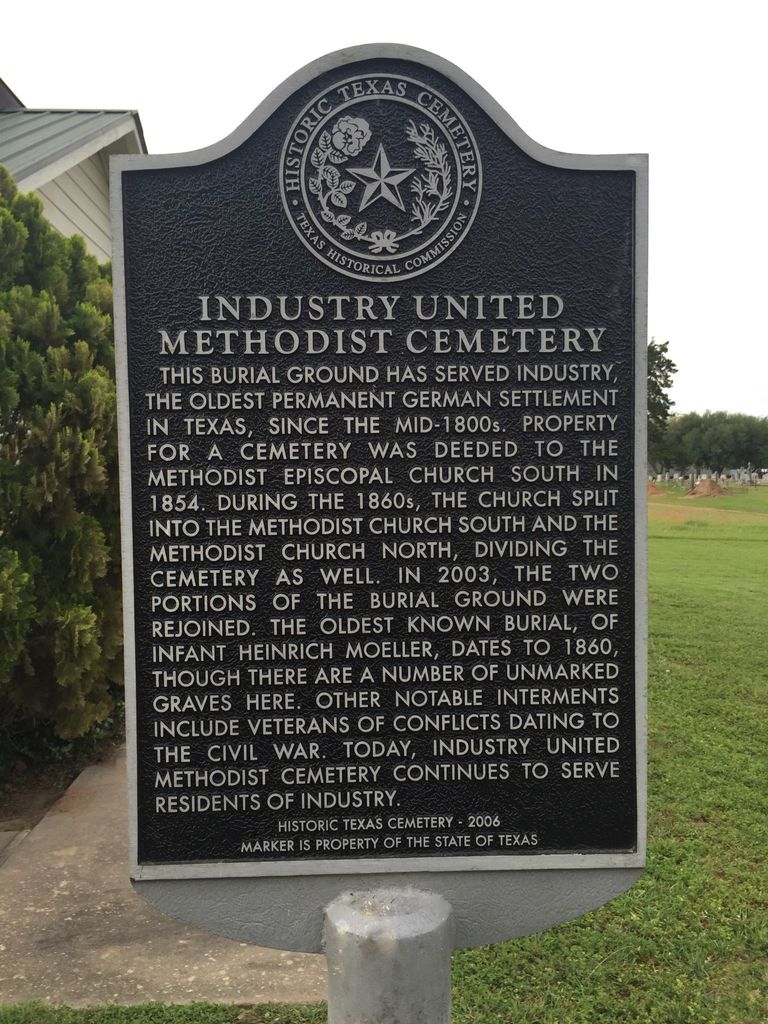 HISTORIC TEXAS CEMETERY
TEXAS HISTORICAL COMMISSION
INDUSTRY UNITED
METHODIST CEMETERY
THIS BURIAL GROUND HAS SERVED INDUSTRY,
THE OLDEST PERMANENT GERMAN SETTLEMENT
IN TEXAS, SINCE THE MID-1800s. PROPERTY
FOR A CEMETERY WAS DEEDED TO THE
METHODIST EPISCOPAL CHURCH SOUTH IN
1854. DURING THE 1860s, THE CHURCH SPLIT
INTO THE METHODIST CHURCH SOUTH AND THE
METHODIST CHURCH NORTH, DIVIDING THE
CEMETERY AS WELL. IN 2003, THE TWO
PORTIONS OF THE BURIAL GROUND WERE
REJOINED. THE OLDEST KNOWN BURIAL, OF
INFANT HEINRICH MOELLER, DATES TO 1860,
THOUGH THERE ARE A NUMBER OF UNMARKED
GRAVES HERE. OTHER NOTABLE INTERMENTS
INCLUDE VETERANS OF CONFLICTS DATING TO
THE CIVIL WAR. TODAY, INDUSTRY UNITED
METHODIST CEMETERY CONTINUES TO SERVE
RESIDENTS OF INDUSTRY.
HISTORIC TEXAS CEMETERY - 2006
MARKER IS PROPERTY OF THE STATE OF TEXAS